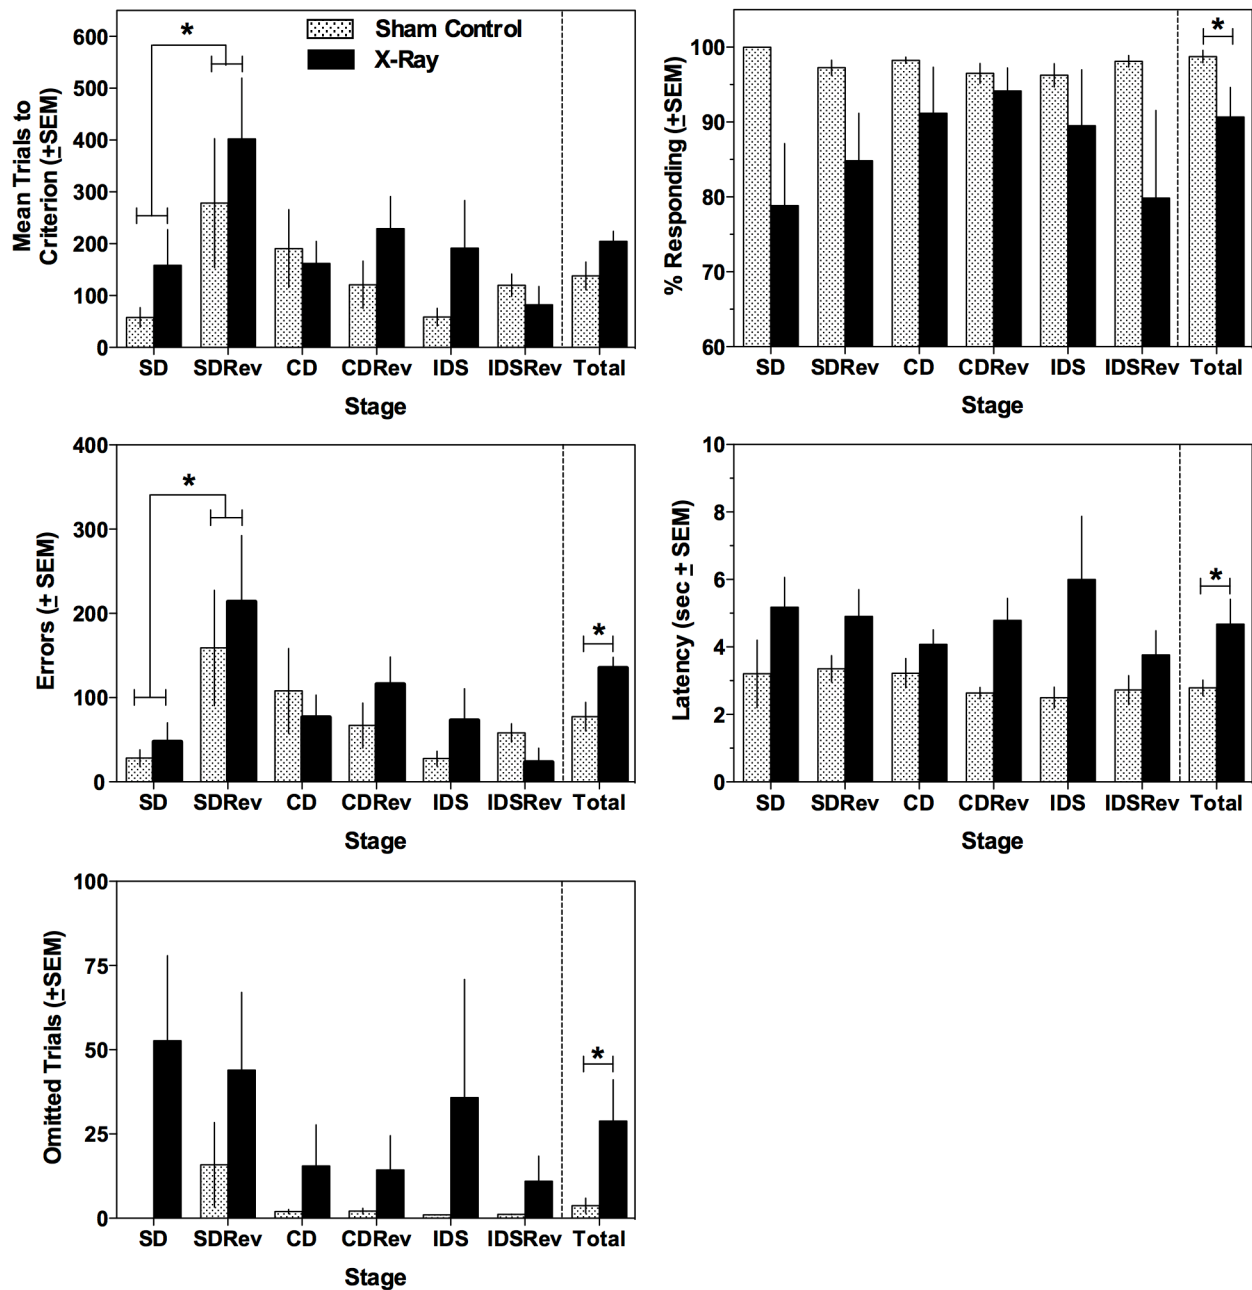 Sham Control
X-Ray
*
Mean Trials to
Criterion (±SEM)
600
500
400
300
200
100
0
SD SDRev CD CDRev IDS IDSRev Total
Stage
*
% Responding (±SEM)
100
90
80
70
60
SD SDRev CD CDRev IDS IDSRev Total
Stage
*
*
Errors (± SEM)
400
300
200
100
0
SD SDRev CD CDRev IDS IDSRev Total
Stage
*
Latency (sec ± SEM)
10
8
6
4
2
0
SD SDRev CD CDRev IDS IDSRev Total
Stage
*
Omitted Trials (±SEM)
100
75
50
25
0
SD SDRev CD CDRev IDS IDSRev Total
Stage